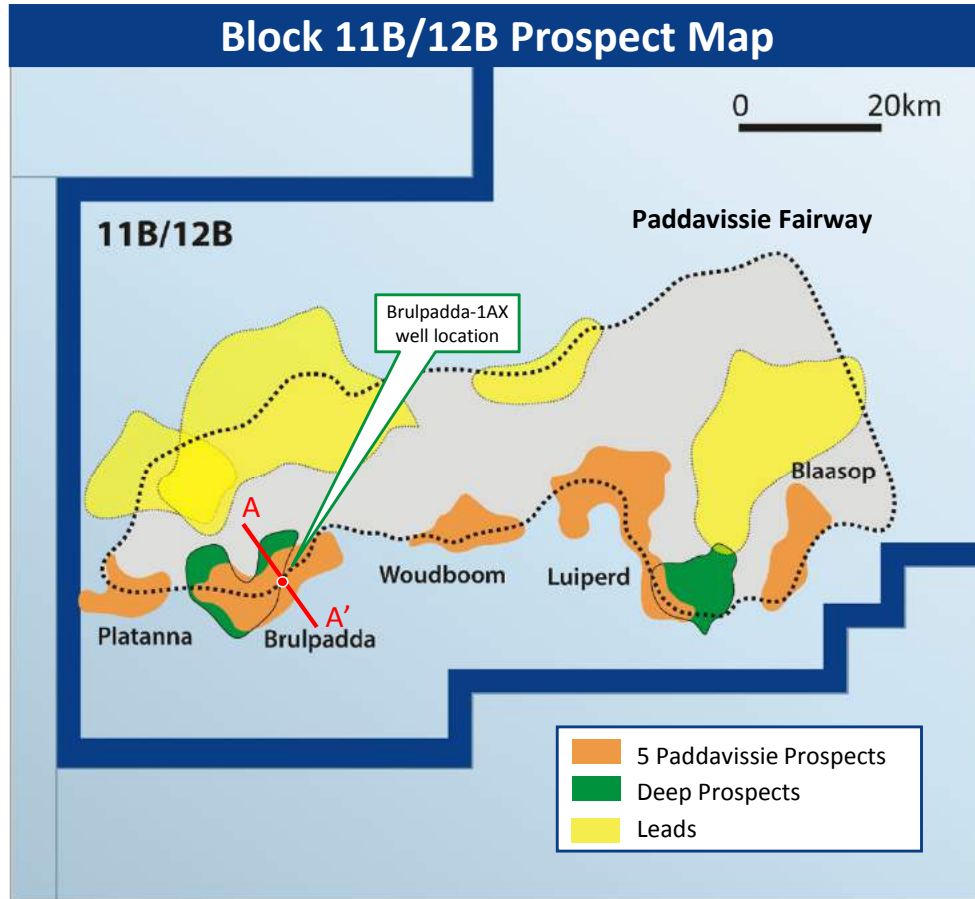 Block 11B/12B Prospect Map
0 20km
Paddavissie Fairway
11B/12B
Brulpadda-1AX
well location
Blaasop
A
Woudboom
Luiperd
A’
Platanna
Brulpadda
5 Paddavissie Prospects
Deep Prospects
Leads